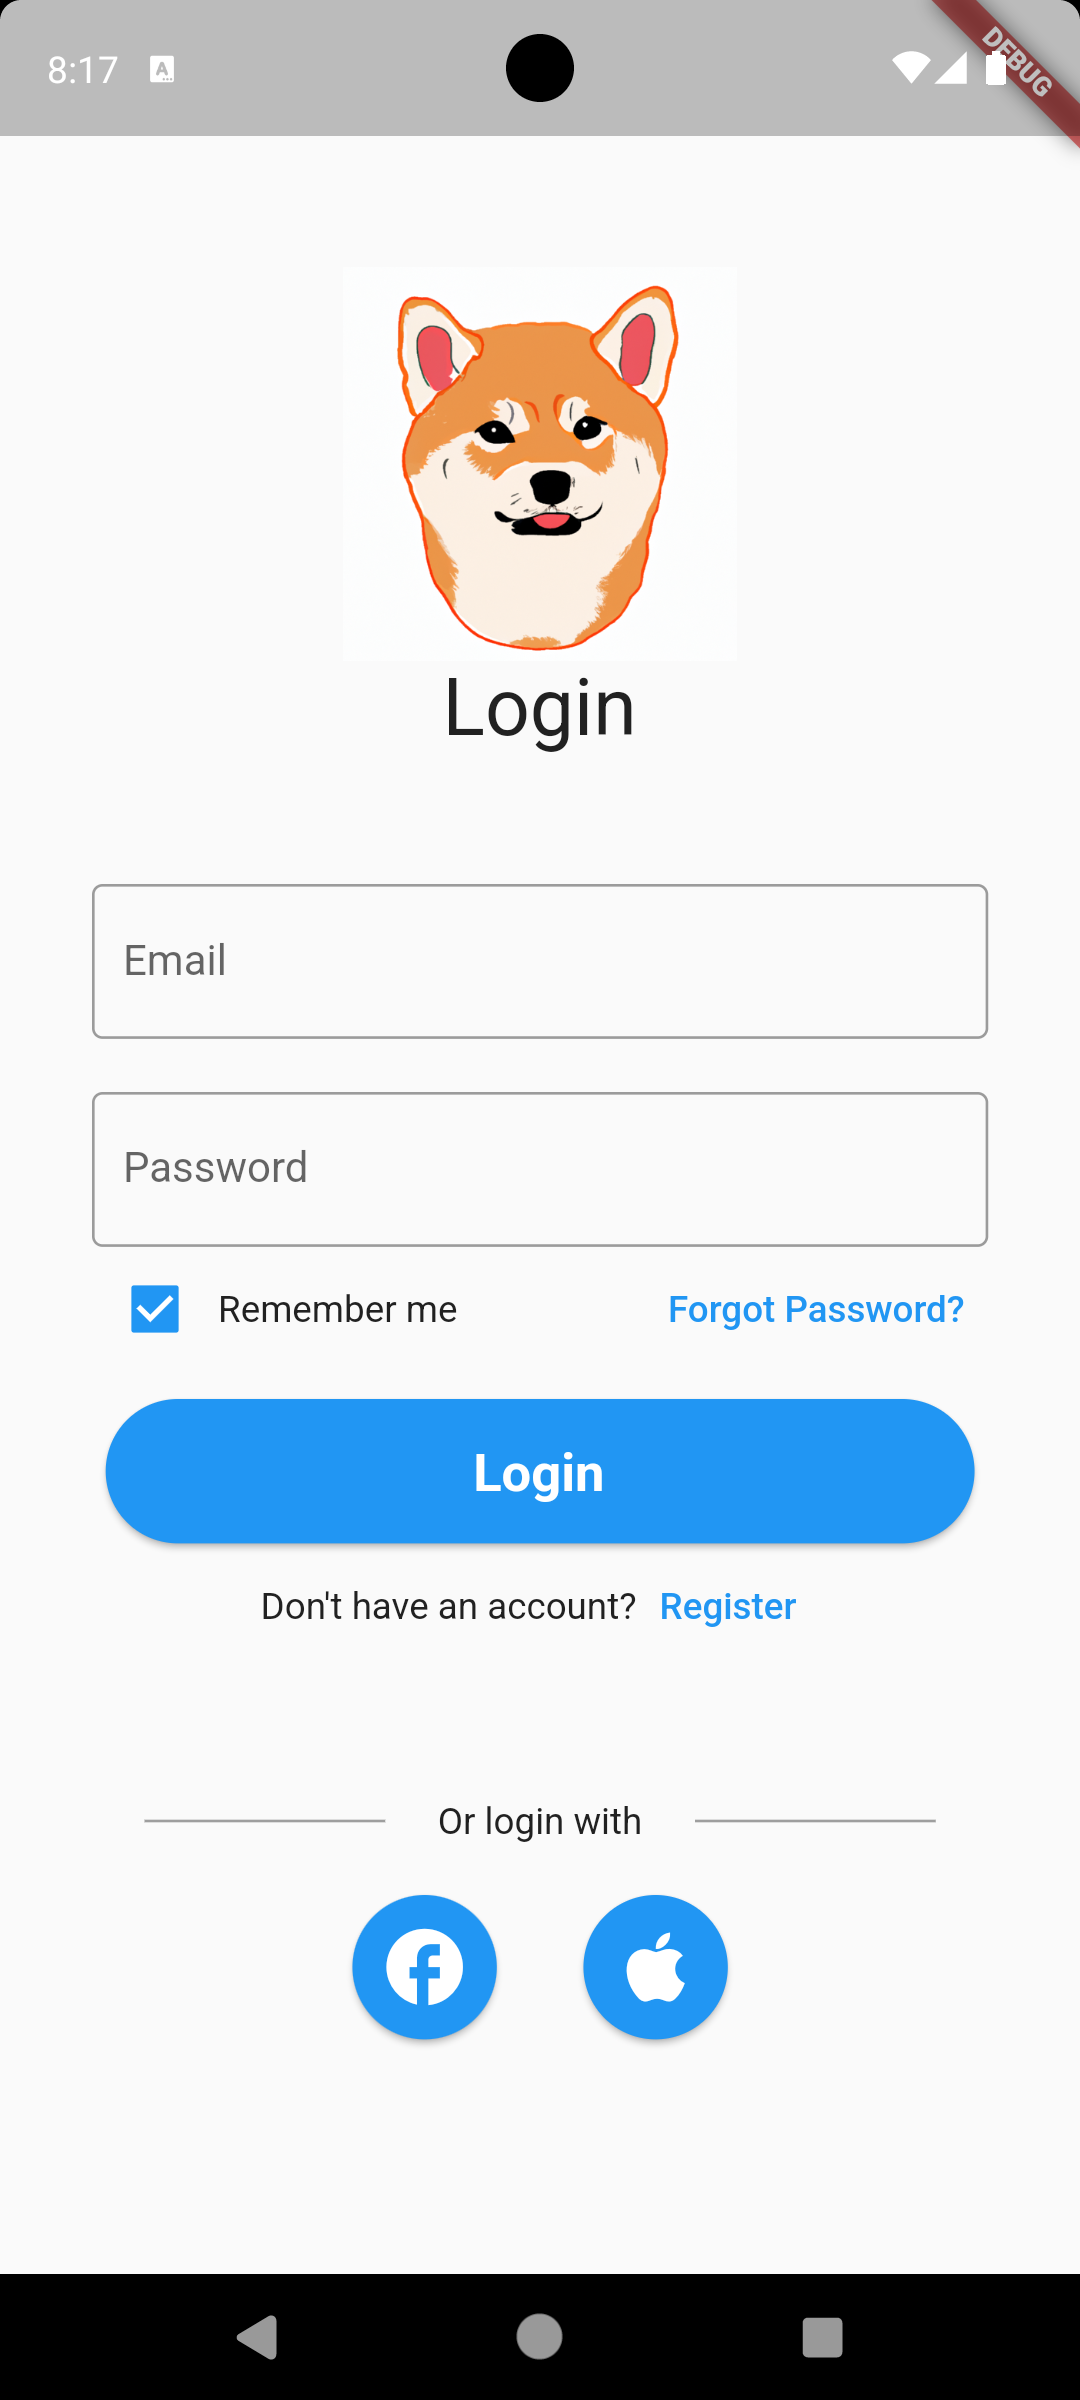 8:17
DEBUG
Login
Email
Password
Remember me Forgot Password?
Login
Don't have an account? Register
Or login with